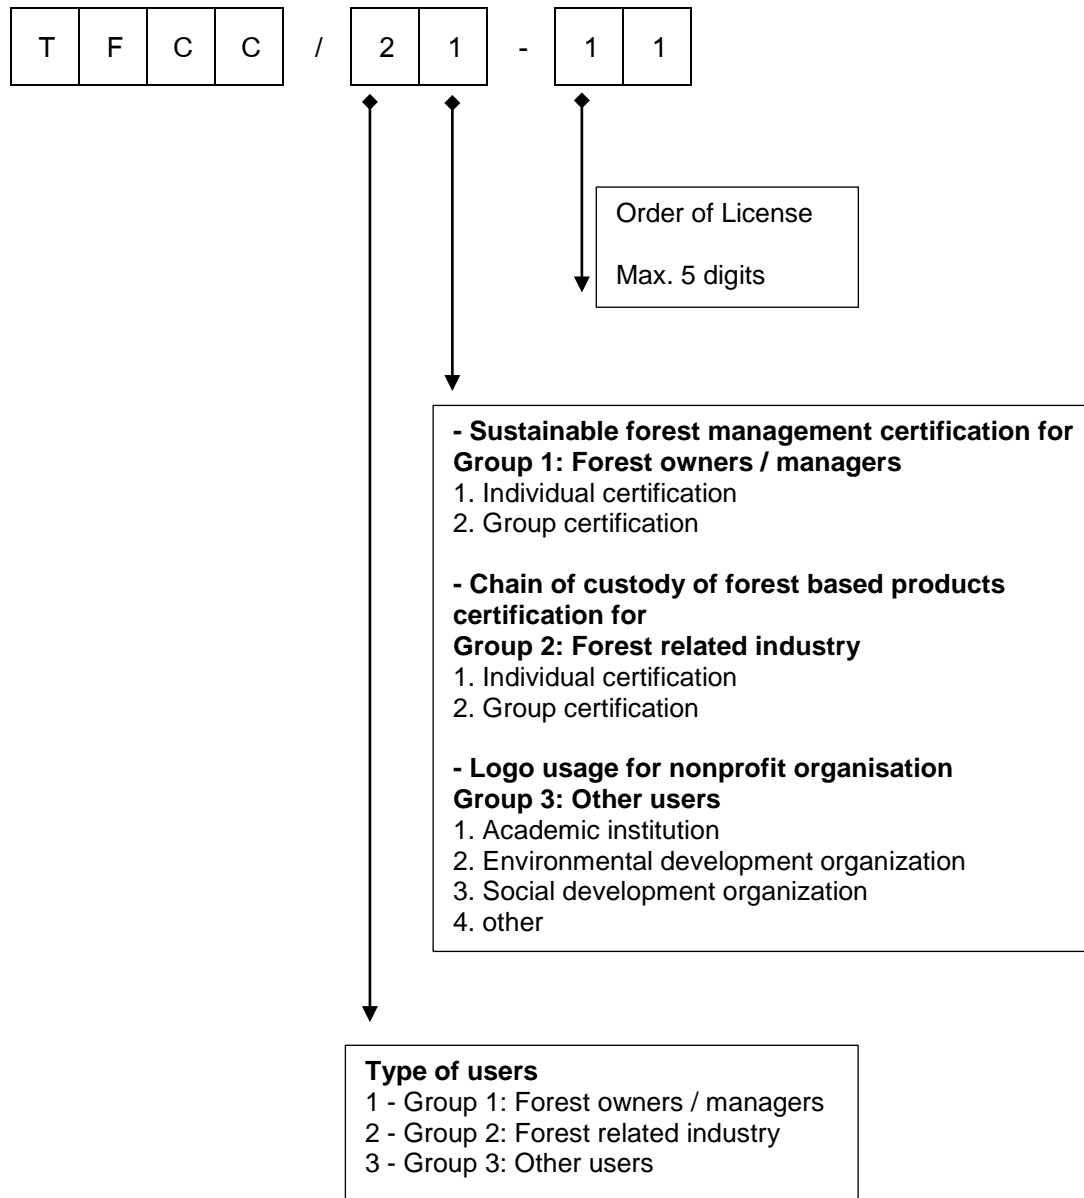 T F C C / 2 1 - 1 1
Order of License
Max. 5 digits
- Sustainable forest management certification for
Group 1: Forest owners / managers
1. Individual certification
2. Group certification
- Chain of custody of forest based products
certification for
Group 2: Forest related industry
1. Individual certification
2. Group certification
- Logo usage for nonprofit organisation
Group 3: Other users
1. Academic institution
2. Environmental development organization
3. Social development organization
4. other
Type of users
1 - Group 1: Forest owners / managers
2 - Group 2: Forest related industry
3 - Group 3: Other users